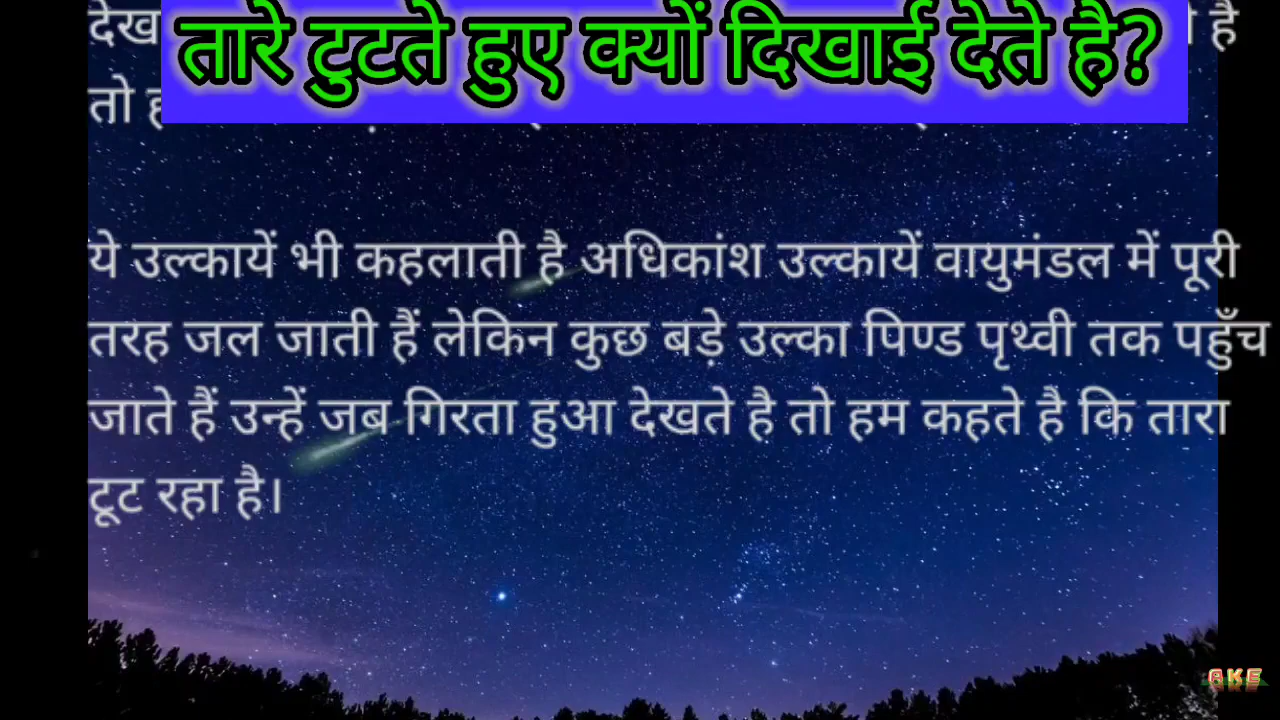 तारे टुटते हुए क्यों दिखाई देते है?
देख है
तो
ये उल्कायें भी कहलाती है अधिकांश उल्कायें वायुमंडल में पूरी
तरह जल जाती हैं लेकिन कुछ बड़े उल्का पिण्ड पृथ्वी तक पहुँच
जाते हैं उन्हें जब गिरता हुआ देखते है तो हम कहते है कि तारा
टूट रहा है।
AKE